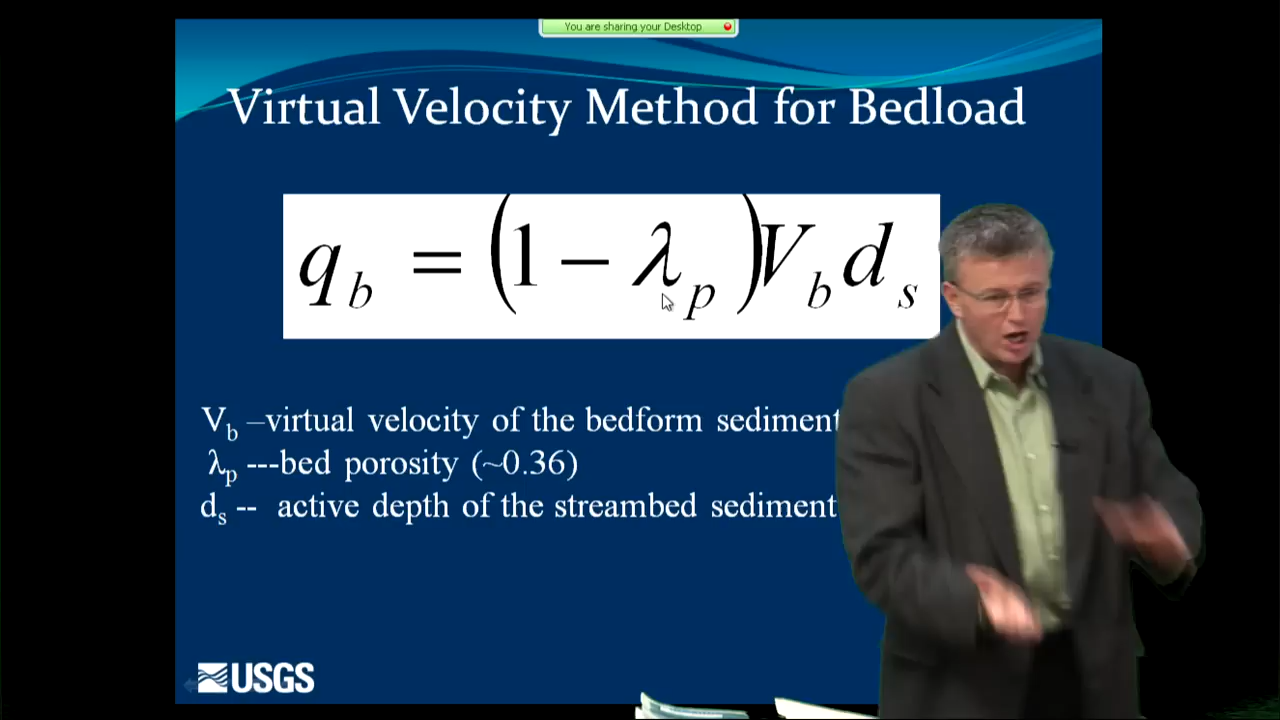 You are sharing your Desktop
Virtual Velocity Method for Bedload
q_b = (1 − λ_p) V_b d_s
V_b –virtual velocity of the bedform sediment
λ_p ---bed porosity (~0.36)
d_s -- active depth of the streambed sediment
USGS